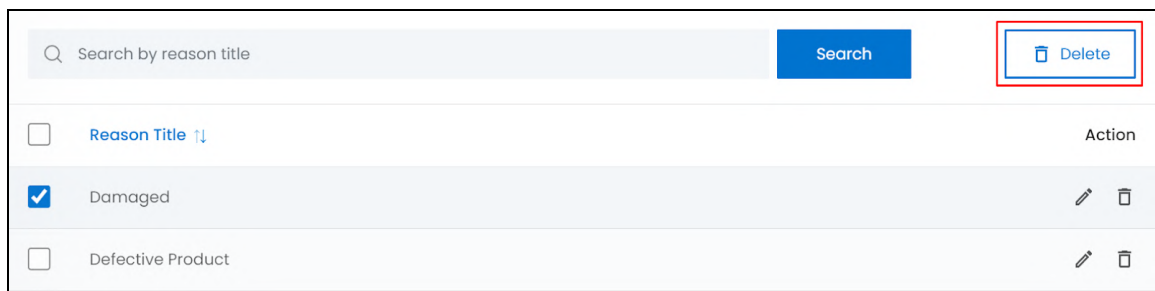 Search by reason title
Search
Delete
Reason Title
Action
Damaged
Defective Product